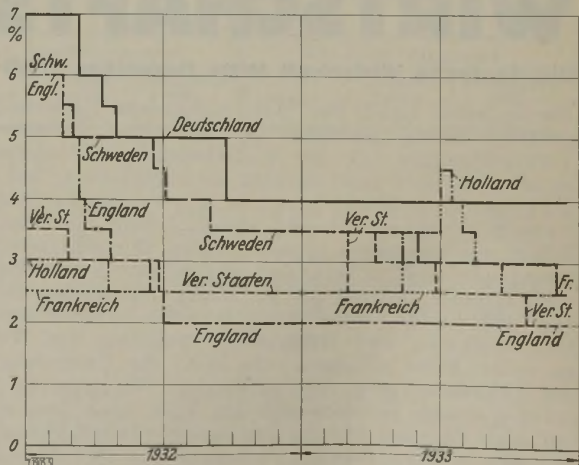 7
%
6
5
4
3
2
1
0
Schw.
Engl.
Deutschland
Schweden
Holland
England
Ver. St.
Ver. St.
Schweden
Holland
Ver. Staaten
Frankreich
Frankreich
Fr.
Ver. St.
England
England
1932
1933